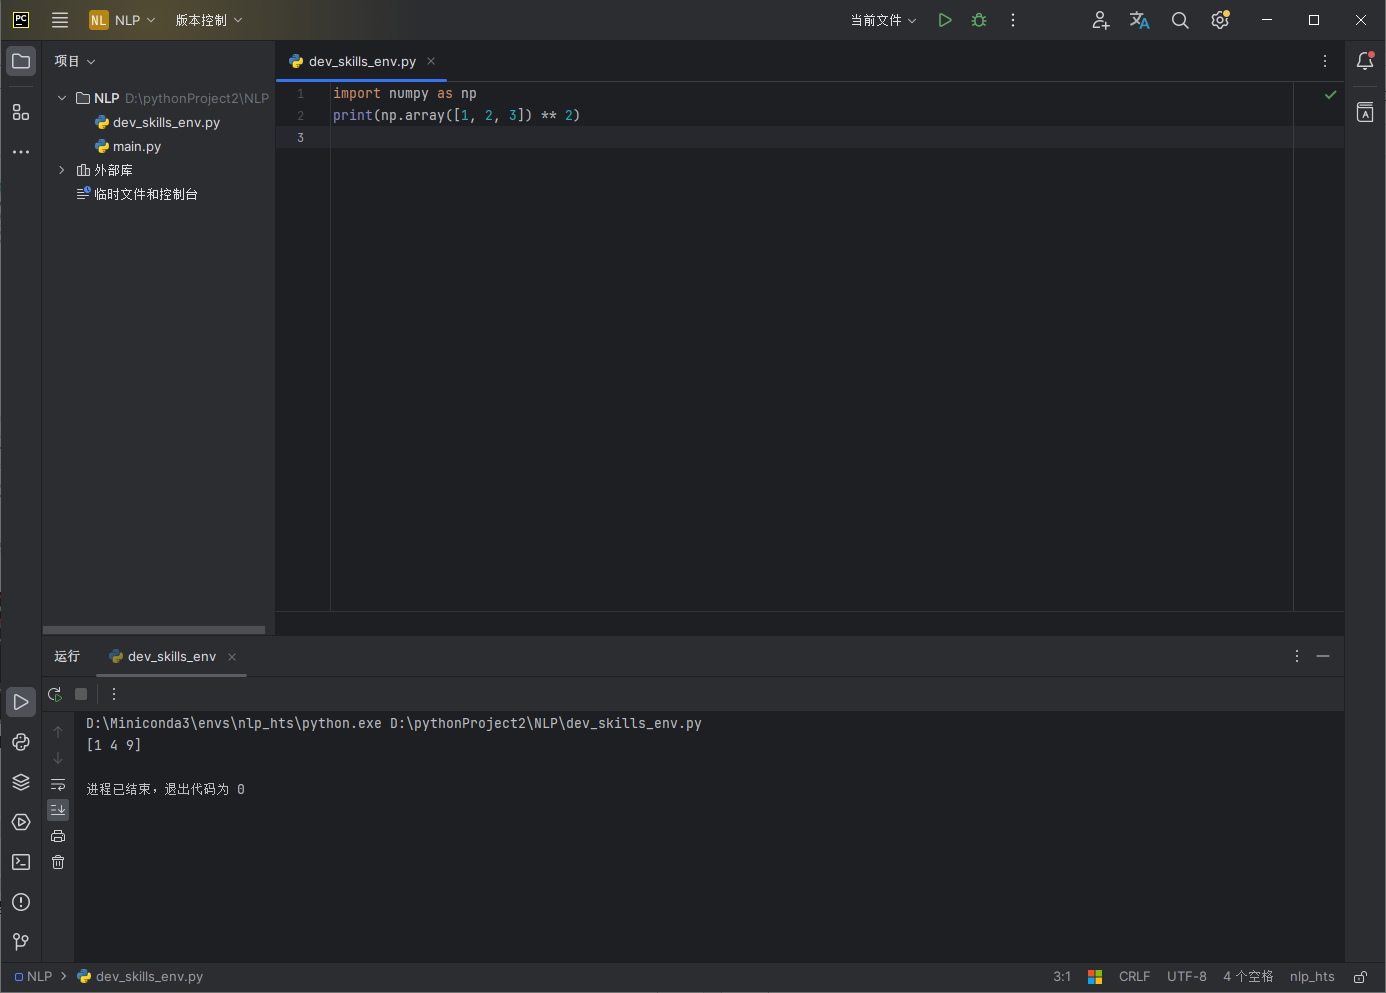 PC NL NLP 版本控制 当前文件
项目
dev_skills_env.py
NLP D:\pythonProject2\NLP
dev_skills_env.py
main.py
外部库
临时文件和控制台
1 import numpy as np
2 print(np.array([1, 2, 3]) ** 2)
3
运行 dev_skills_env
D:\Miniconda3\envs\nlp_hts\python.exe D:\pythonProject2\NLP\dev_skills_env.py
[1 4 9]
进程已结束，退出代码为 0
NLP dev_skills_env.py 3:1 CRLF UTF-8 4 个空格 nlp_hts